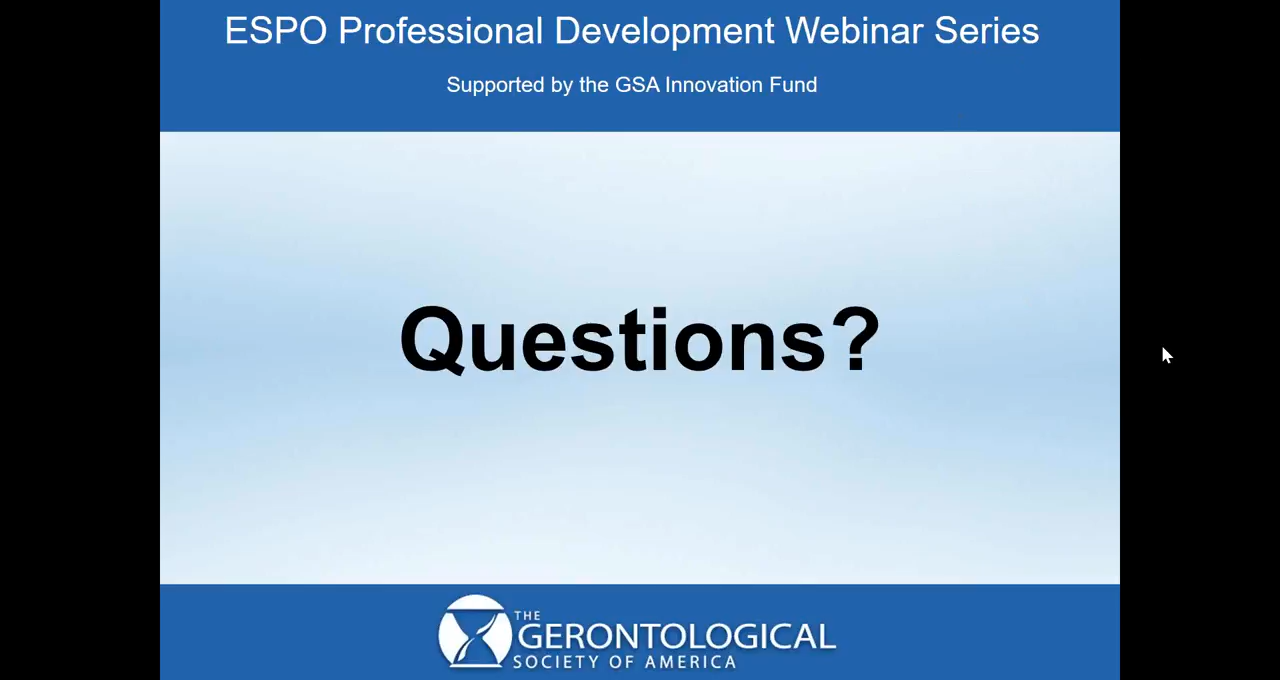 ESPO Professional Development Webinar Series
Supported by the GSA Innovation Fund
Questions?
THE
GERONTOLOGICAL
SOCIETY OF AMERICA